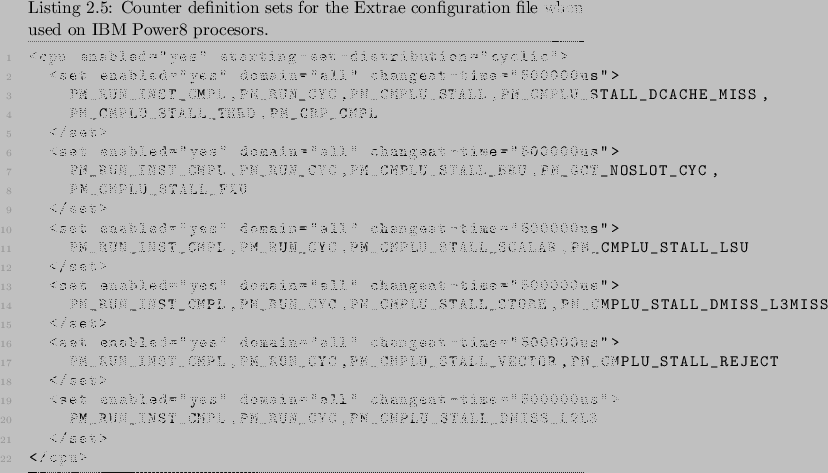 Listing 2.5: Counter definition sets for the Extrae configuration file when
used on IBM Power8 procesors.
1 <cpu enabled="yes" starting-set-distribution="cyclic">
2 <set enabled="yes" domain="all" changeat-time="500000us">
3 PM_RUN_INST_CMPL,PM_RUN_CYC,PM_CMPLU_STALL,PM_CMPLU_STALL_DCACHE_MISS,
4 PM_CMPLU_STALL_THRD,PM_GRP_CMPL
5 </set>
6 <set enabled="yes" domain="all" changeat-time="500000us">
7 PM_RUN_INST_CMPL,PM_RUN_CYC,PM_CMPLU_STALL_BRU,PM_GCT_NOSLOT_CYC,
8 PM_CMPLU_STALL_FXU
9 </set>
10 <set enabled="yes" domain="all" changeat-time="500000us">
11 PM_RUN_INST_CMPL,PM_RUN_CYC,PM_CMPLU_STALL_SCALAR,PM_CMPLU_STALL_LSU
12 </set>
13 <set enabled="yes" domain="all" changeat-time="500000us">
14 PM_RUN_INST_CMPL,PM_RUN_CYC,PM_CMPLU_STALL_STORE,PM_CMPLU_STALL_DMISS_L3MISS
15 </set>
16 <set enabled="yes" domain="all" changeat-time="500000us">
17 PM_RUN_INST_CMPL,PM_RUN_CYC,PM_CMPLU_STALL_VECTOR,PM_CMPLU_STALL_REJECT
18 </set>
19 <set enabled="yes" domain="all" changeat-time="500000us">
20 PM_RUN_INST_CMPL,PM_RUN_CYC,PM_CMPLU_STALL_DMISS_L2L3
21 </set>
22 </cpu>